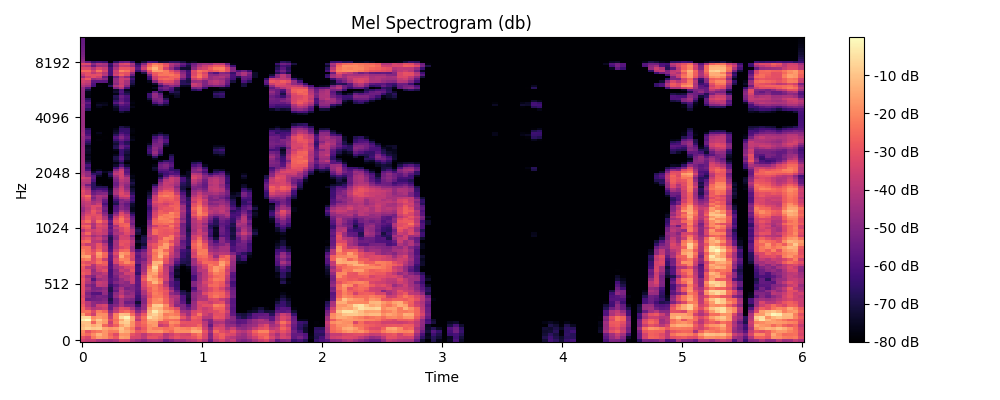 Mel Spectrogram (db)
8192
4096
2048
1024
512
0
Hz
0 1 2 3 4 5 6
Time
-10 dB
-20 dB
-30 dB
-40 dB
-50 dB
-60 dB
-70 dB
-80 dB